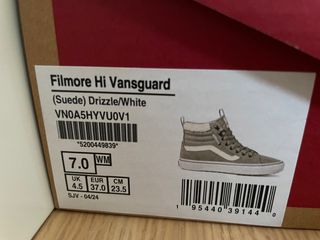 Filmore Hi Vansguard
(Suede) Drizzle/White
VN0A5HYVU0V1
*5200449839*
7.0 WM
UK EUR CM
4.5 37.0 23.5
SJV - 04/24
1 95440 39144 0